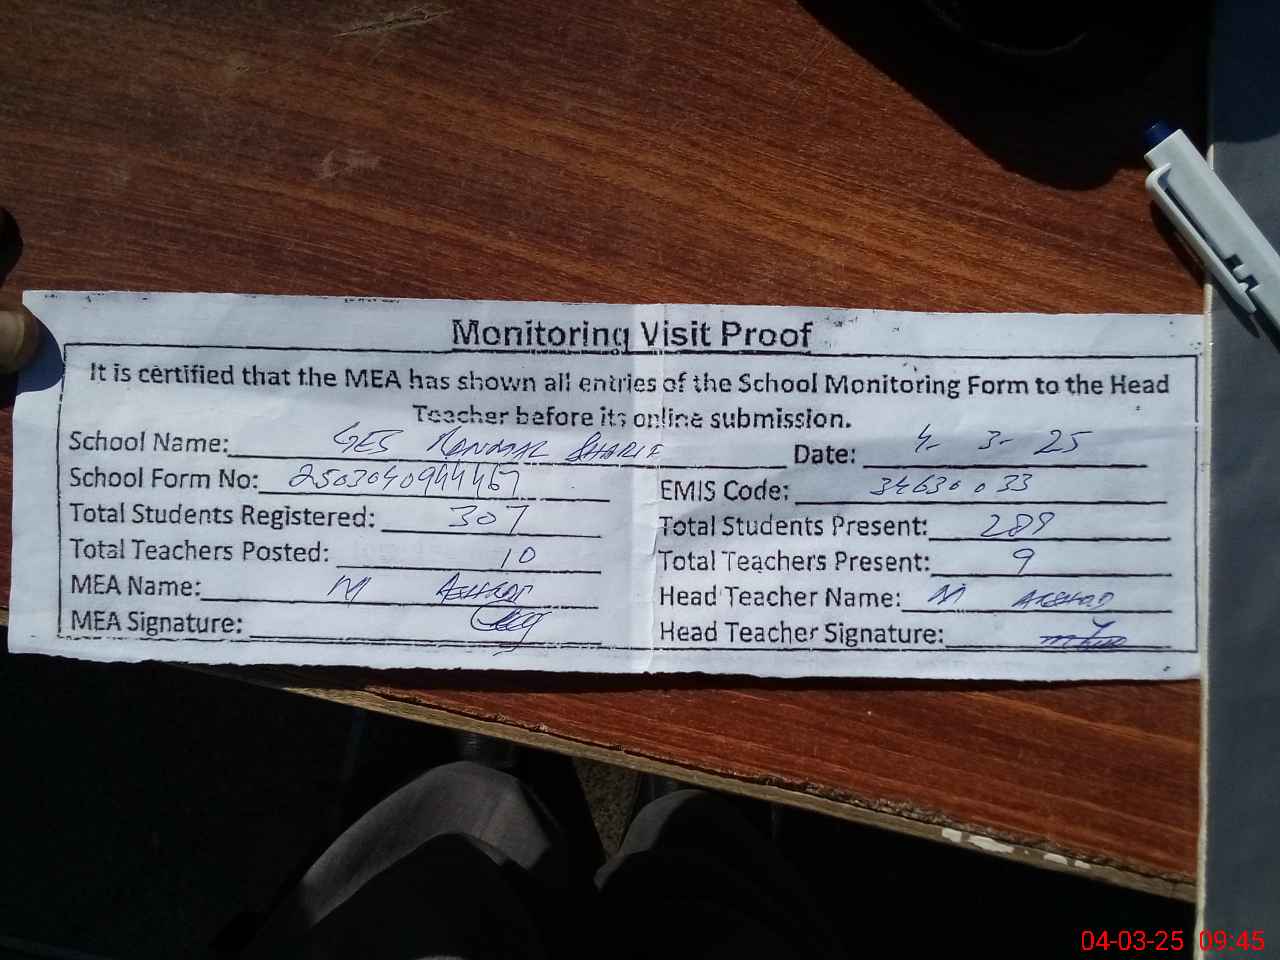 Monitoring Visit Proof
It is certified that the MEA has shown all entries of the School Monitoring Form to the Head
Teacher before its online submission.
School Name: GES SHARIF Date: 4-3-25
School Form No: 2503040944467 EMIS Code: 34630033
Total Students Registered: 307 Total Students Present: 289
Total Teachers Posted: 10 Total Teachers Present: 9
MEA Name: M Head Teacher Name: M ARSHAD
MEA Signature: Head Teacher Signature:
04-03-25 09:45